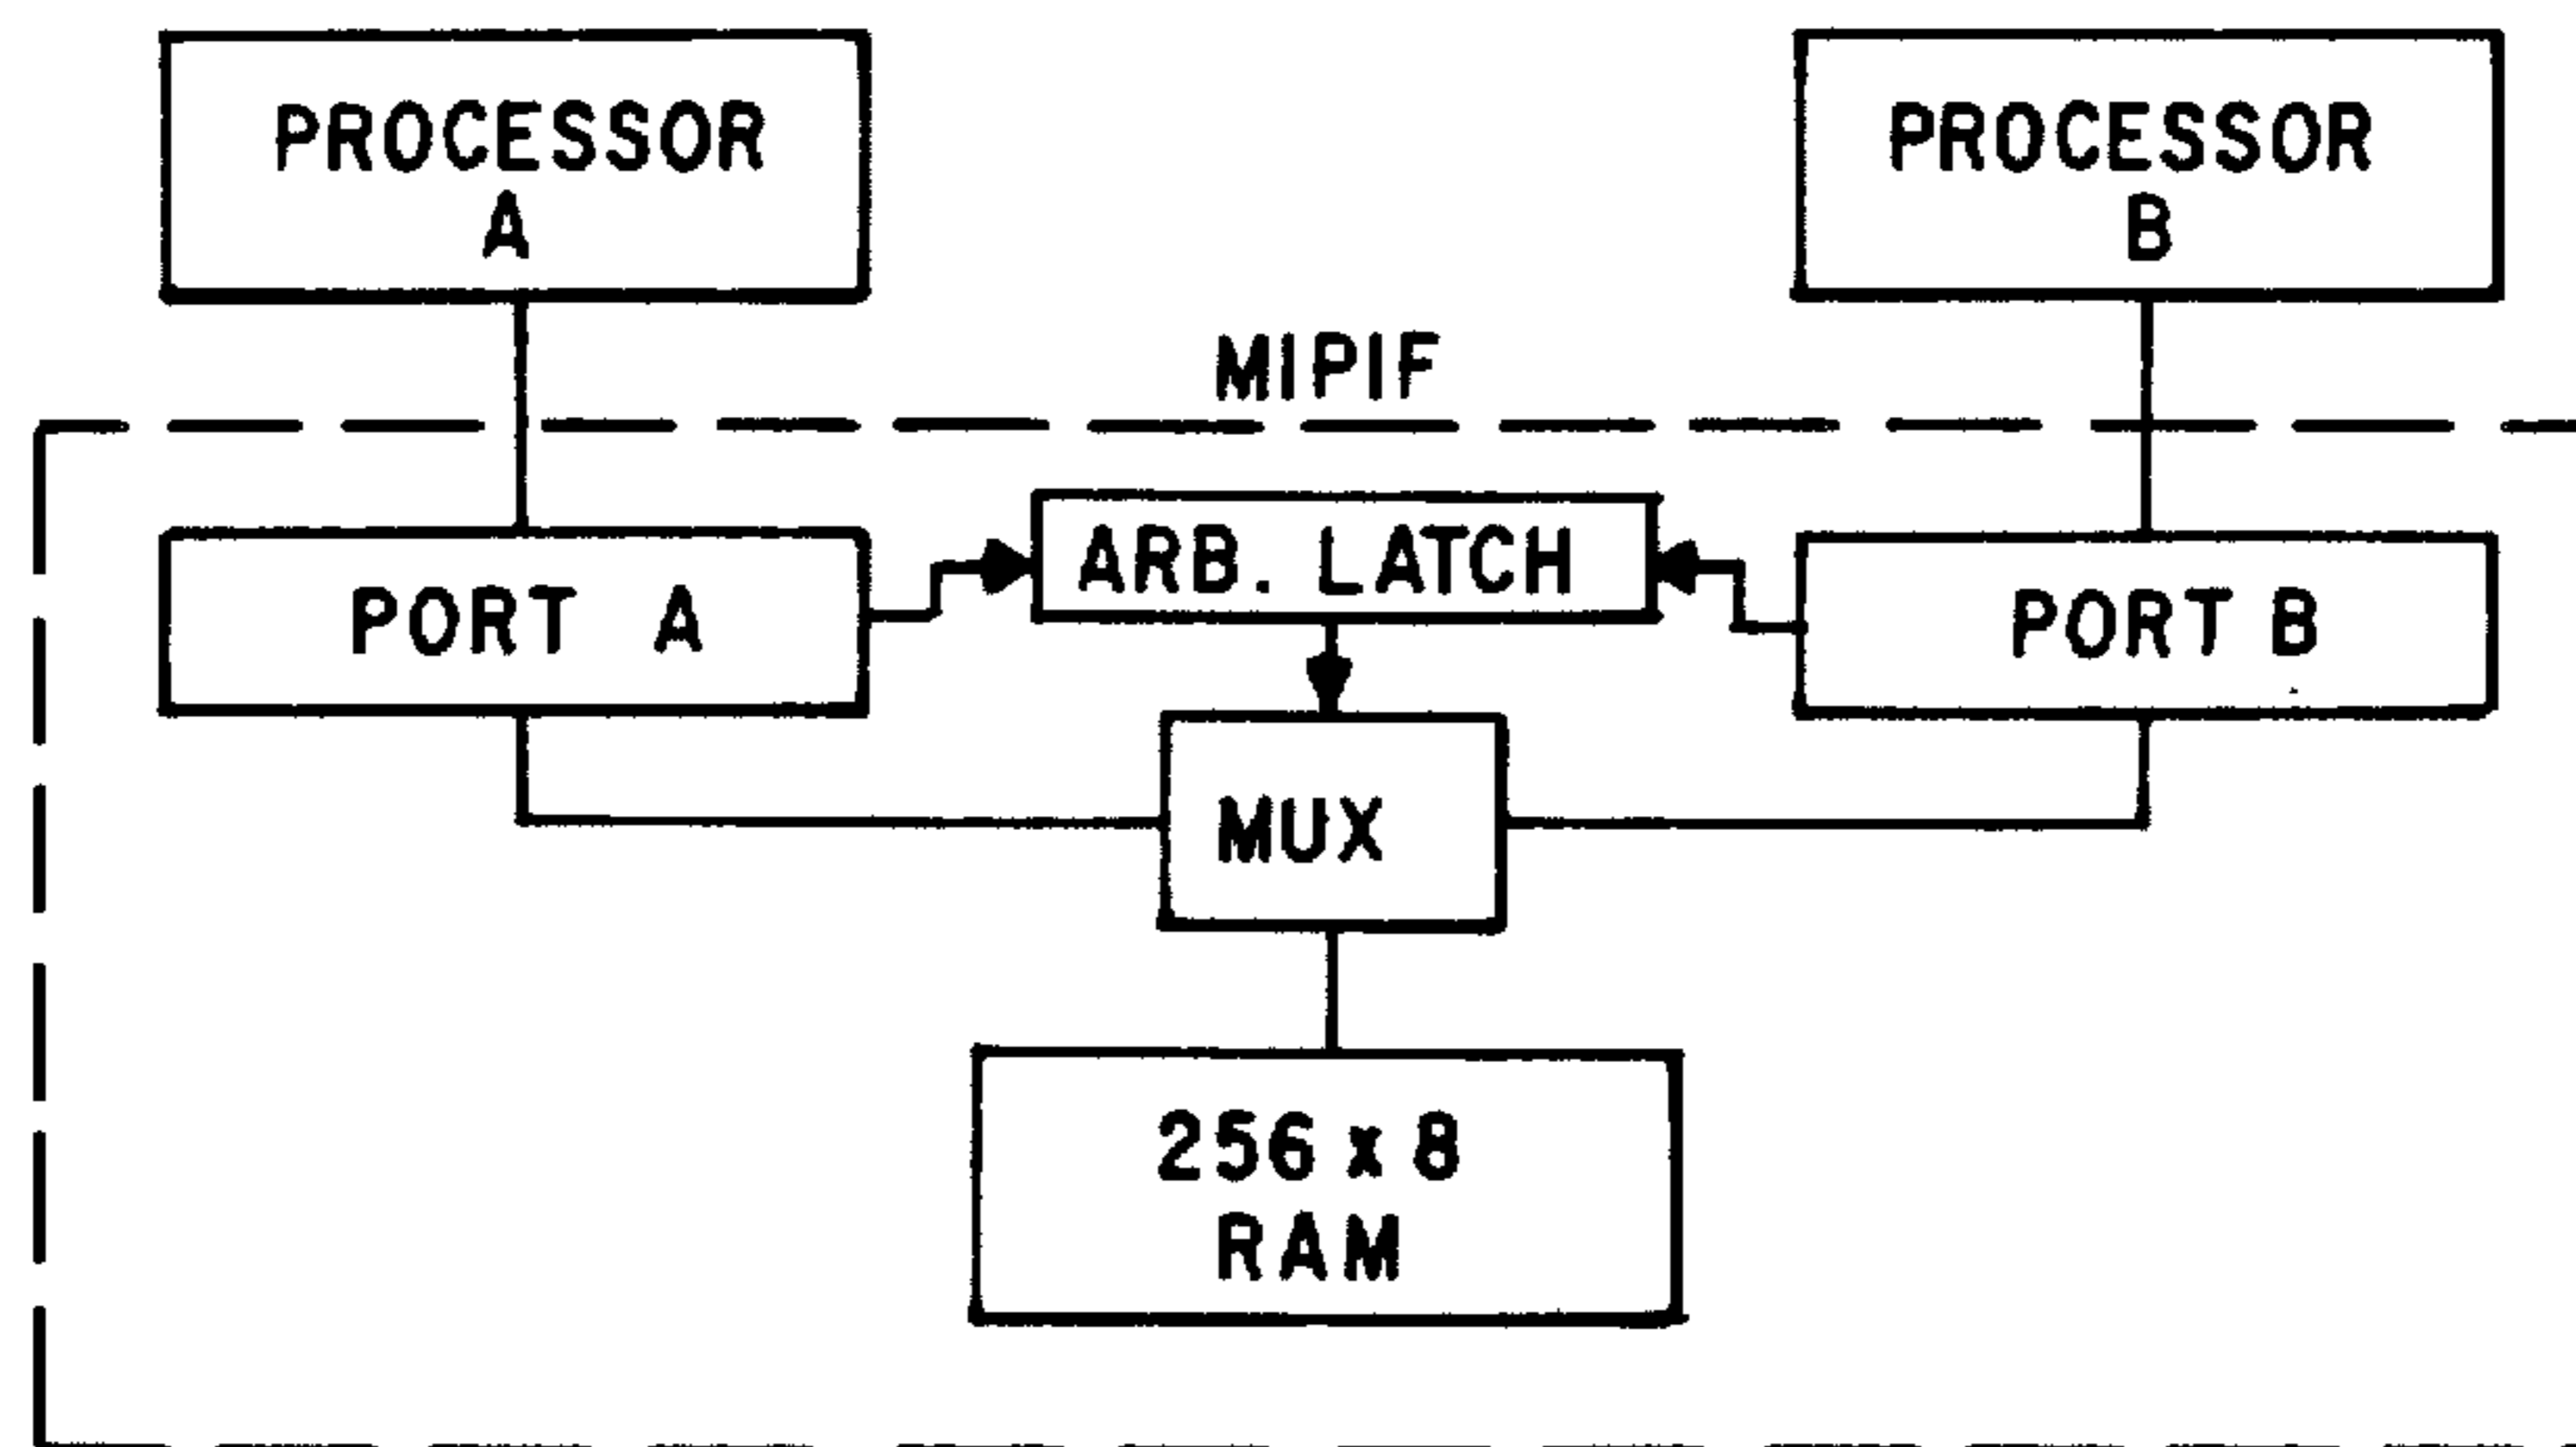 PROCESSOR
A
PROCESSOR
B
MIPIF
PORT A
ARB. LATCH
PORT B
MUX
256 x 8
RAM